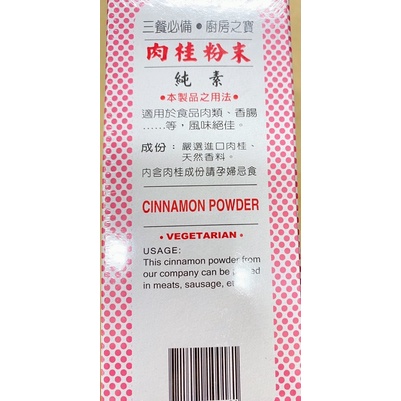 三餐必備•廚房之寶
肉桂粉末
純 素
•本製品之用法•
適用於食品肉類、香腸
……等,風味絕佳。
成份:嚴選進口肉桂、
天然香料。
內含肉桂成份請孕婦忌食
CINNAMON POWDER
• VEGETARIAN •
USAGE:
This cinnamon powder from
our company can be in
in meats, sausage,